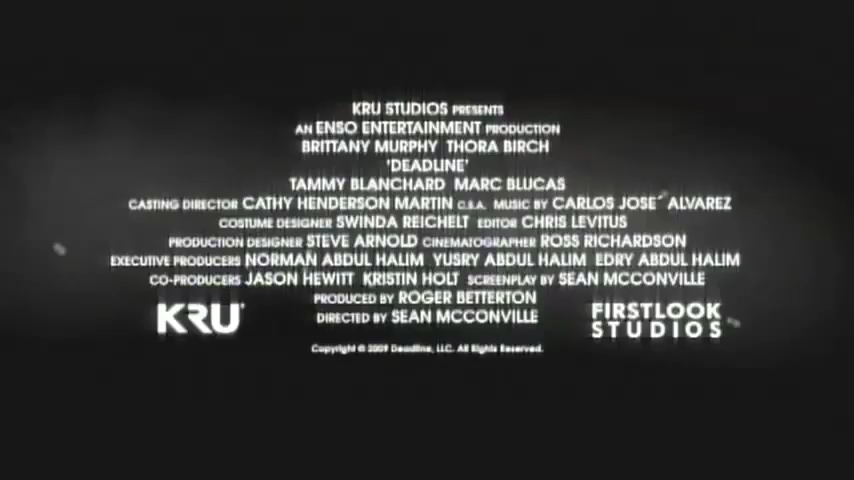 KRU STUDIOS PRESENTS
AN ENSO ENTERTAINMENT PRODUCTION
BRITTANY MURPHY THORA BIRCH
'DEADLINE'
TAMMY BLANCHARD MARC BLUCAS
CASTING DIRECTOR CATHY HENDERSON MARTIN C.S.A. MUSIC BY CARLOS JOSE´ ALVAREZ
COSTUME DESIGNER SWINDA REICHELT EDITOR CHRIS LEVITUS
PRODUCTION DESIGNER STEVE ARNOLD CINEMATOGRAPHER ROSS RICHARDSON
EXECUTIVE PRODUCERS NORMAN ABDUL HALIM YUSRY ABDUL HALIM EDRY ABDUL HALIM
CO-PRODUCERS JASON HEWITT KRISTIN HOLT SCREENPLAY BY SEAN MCCONVILLE
PRODUCED BY ROGER BETTERTON
DIRECTED BY SEAN MCCONVILLE
KRU
FIRSTLOOK
STUDIOS
Copyright © 2009 Deadline, LLC. All Rights Reserved.